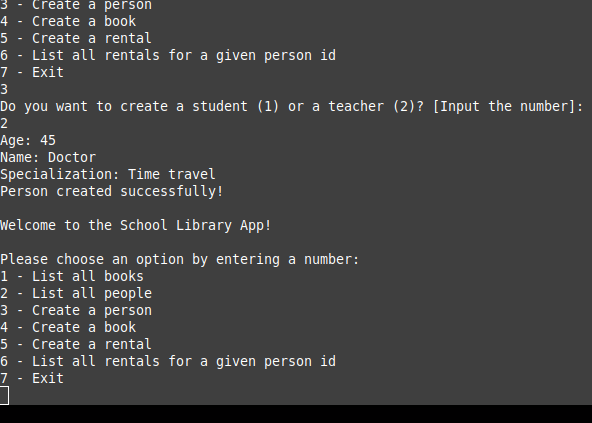 3 - Create a person
4 - Create a book
5 - Create a rental
6 - List all rentals for a given person id
7 - Exit
3
Do you want to create a student (1) or a teacher (2)? [Input the number]:
2
Age: 45
Name: Doctor
Specialization: Time travel
Person created successfully!

Welcome to the School Library App!

Please choose an option by entering a number:
1 - List all books
2 - List all people
3 - Create a person
4 - Create a book
5 - Create a rental
6 - List all rentals for a given person id
7 - Exit